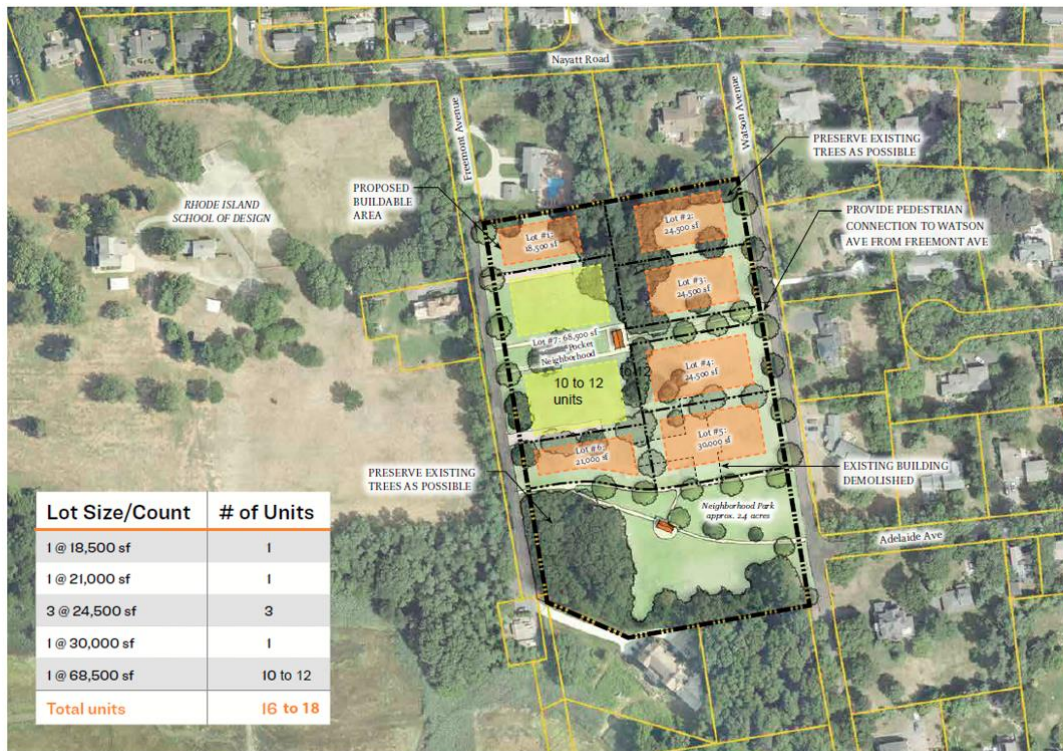 Nayatt Road
Freemont Avenue
Watson Avenue
PRESERVE EXISTING
TREES AS POSSIBLE
PROPOSED
BUILDABLE
AREA
RHODE ISLAND
SCHOOL OF DESIGN
PROVIDE PEDESTRIAN
CONNECTION TO WATSON
AVE FROM FREEMONT AVE
Lot #1:
18,500 sf
Lot #2:
24,500 sf
Lot #3:
24,500 sf
Lot #7: 68,500 sf
Pocket
Neighborhood
10 to 12
units
Lot #4:
24,500 sf
Lot #5:
30,000 sf
Lot #6:
21,000 sf
PRESERVE EXISTING
TREES AS POSSIBLE
EXISTING BUILDING
DEMOLISHED
Neighborhood Park
approx. 2.4 acres
Adelaide Ave
Lot Size/Count # of Units
1 @ 18,500 sf 1
1 @ 21,000 sf 1
3 @ 24,500 sf 3
1 @ 30,000 sf 1
1 @ 68,500 sf 10 to 12
Total units 16 to 18